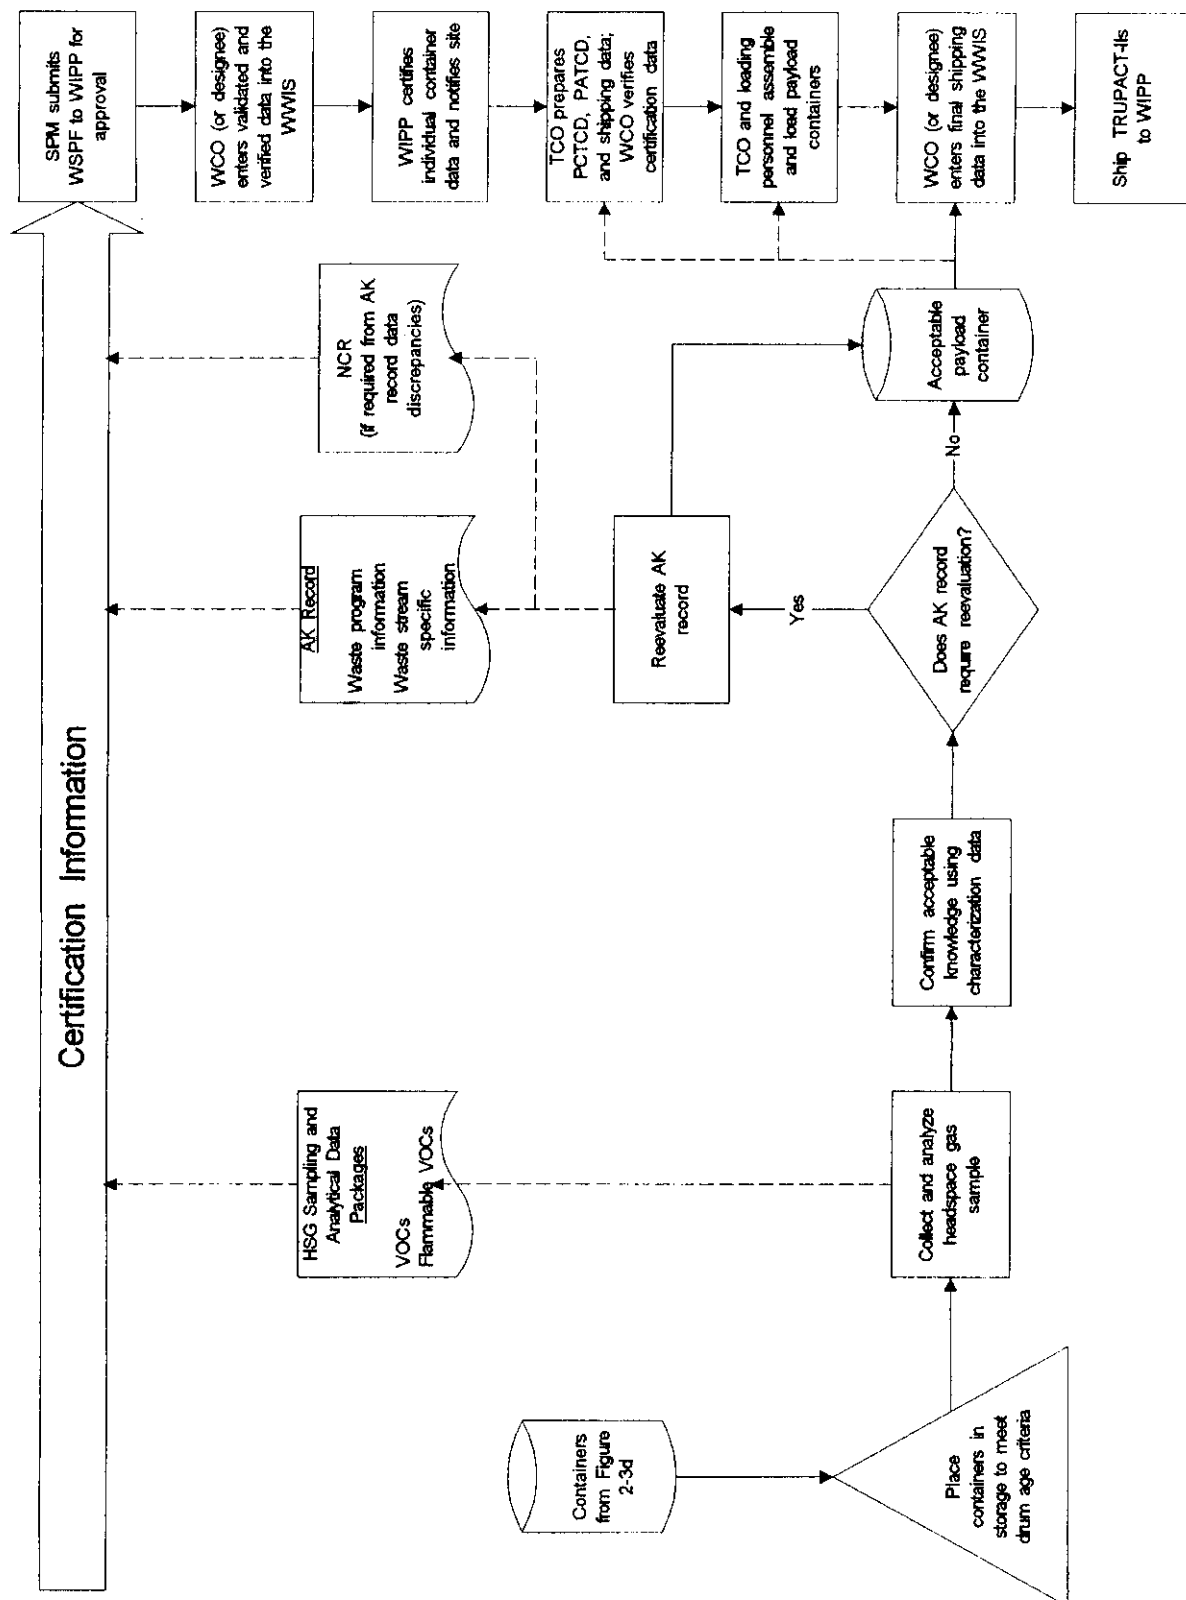 Certification Information
SPM submits
WSPF to WIPP for
approval
WCO (or designee)
enters validated and
verified data into the
WWIS
WIPP certifies
individual container
data and notifies site
TCO prepares
PCTCD, PATCD,
and shipping data;
WCO verifies
certification data
TCO and loading
personnel assemble
and load payload
containers
WCO (or designee)
enters final shipping
data into the WWIS
Ship TRUPACT-IIs
to WIPP
HSG Sampling and
Analytical Data
Packages
VOCs
Flammable VOCs
AK Record
Waste program
information
Waste stream
specific
information
NCR
(if required from AK
record data
discrepancies)
Containers
from Figure
2-3d
Place
containers in
storage to meet
drum age criteria
Collect and analyze
headspace gas
sample
Confirm acceptable
knowledge using
characterization data
Does AK record
require reevaluation?
Yes
No
Reevaluate AK
record
Acceptable
payload
container